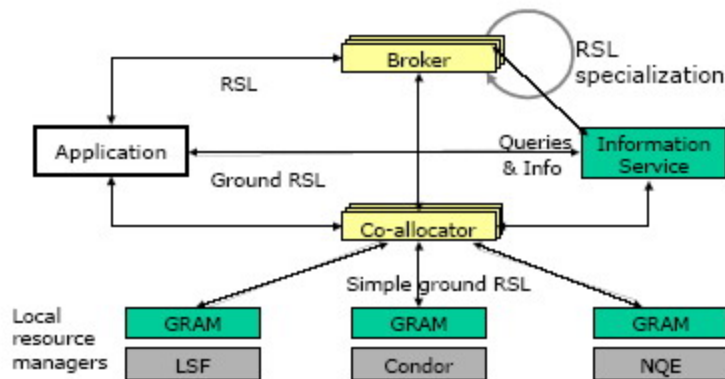 Broker
RSL
specialization
RSL
Application
Queries
& Info
Information
Service
Ground RSL
Co-allocator
Simple ground RSL
Local
resource
managers
GRAM
GRAM
GRAM
LSF
Condor
NQE